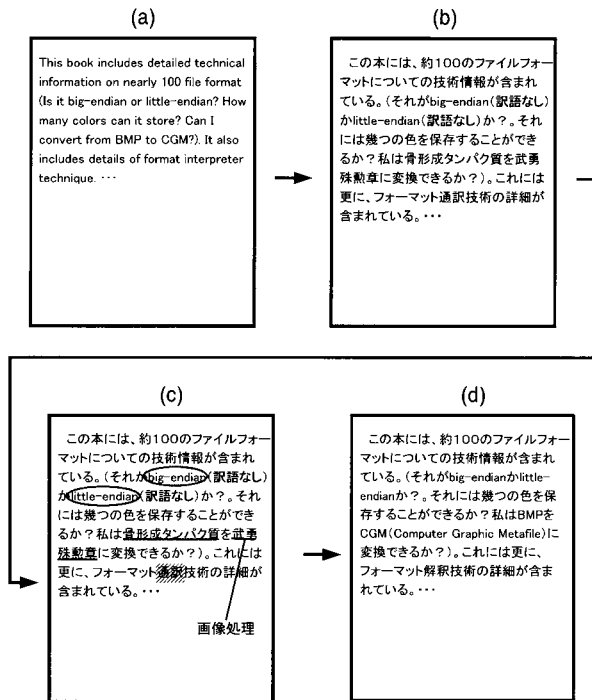 (a)
This book includes detailed technical
information on nearly 100 file format
(Is it big-endian or little-endian? How
many colors can it store? Can I
convert from BMP to CGM?). It also
includes details of format interpreter
technique. ･･･
(b)
この本には、約100のファイルフォー
マットについての技術情報が含まれ
ている。(それがbig-endian(訳語なし)
かlittle-endian(訳語なし)か？。それ
には幾つの色を保存することができ
るか？私は骨形成タンパク質を武勇
殊勲章に変換できるか？)。これには
更に、フォーマット通訳技術の詳細が
含まれている。･･･
(c)
この本には、約100のファイルフォー
マットについての技術情報が含まれ
ている。(それがbig-endian(訳語なし)
かlittle-endian(訳語なし)か？。それ
には幾つの色を保存することができ
るか？私は骨形成タンパク質を武勇
殊勲章に変換できるか？)。これには
更に、フォーマット通訳技術の詳細が
含まれている。･･･
画像処理
(d)
この本には、約100のファイルフォー
マットについての技術情報が含まれ
ている。(それがbig-endianかlittle-
endianか？。それには幾つの色を保
存することができるか？私はBMPを
CGM(Computer Graphic Metafile)に
変換できるか？)。これには更に、
フォーマット解釈技術の詳細が含ま
れている。･･･